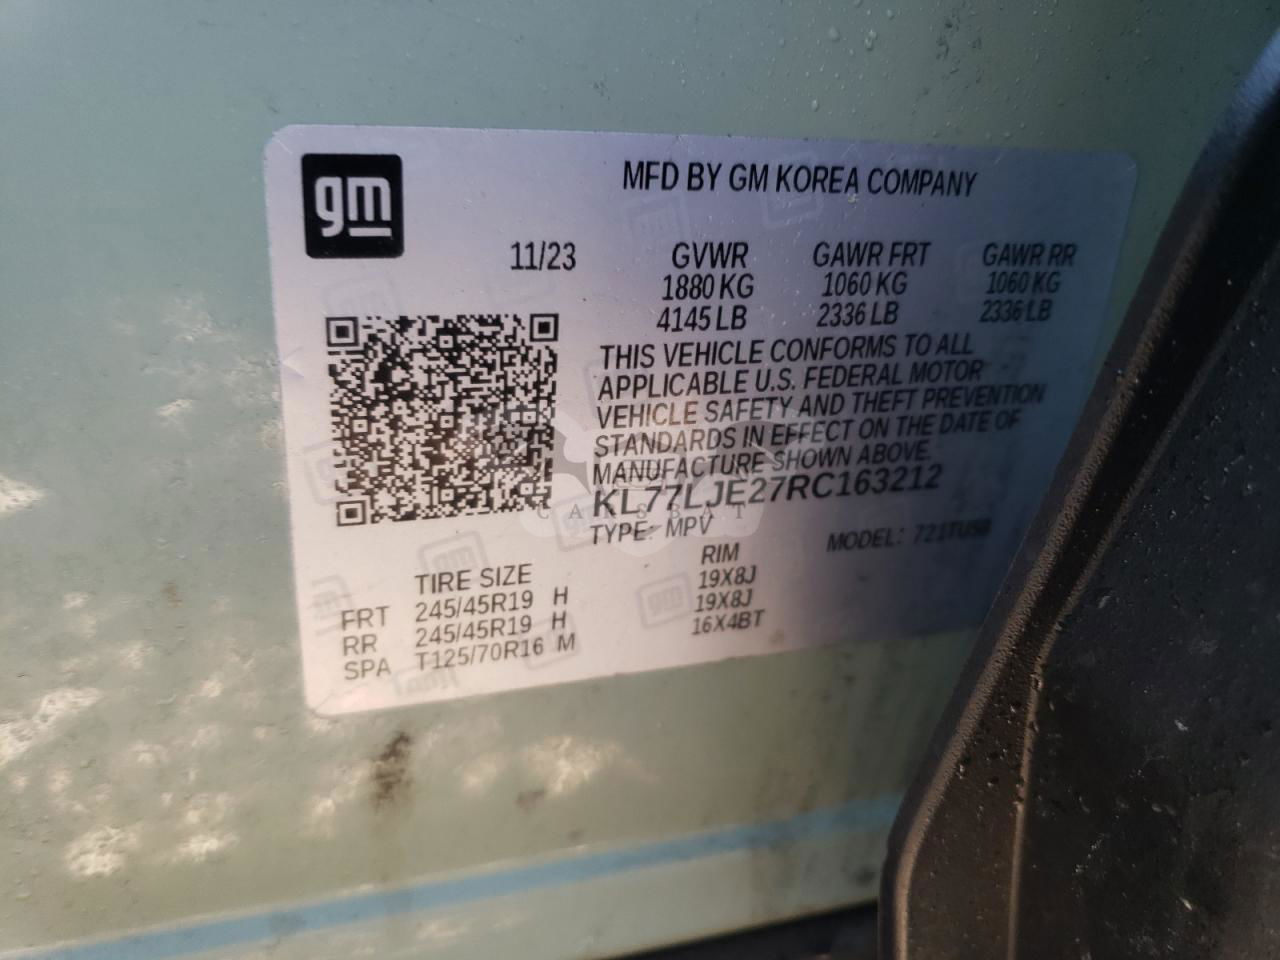 gm
MFD BY GM KOREA COMPANY
11/23 GVWR GAWR FRT GAWR RR
1880 KG 1060 KG 1060 KG
4145 LB 2336 LB 2336 LB
THIS VEHICLE CONFORMS TO ALL
APPLICABLE U.S. FEDERAL MOTOR
VEHICLE SAFETY AND THEFT PREVENTION
STANDARDS IN EFFECT ON THE DATE OF
MANUFACTURE SHOWN ABOVE.
KL77LJE27RC163212
CARSBAT
TYPE: MPV MODEL:
TIRE SIZE RIM
FRT 245/45R19 H 19X8J
RR 245/45R19 H 19X8J
SPA T125/70R16 M 16X4BT